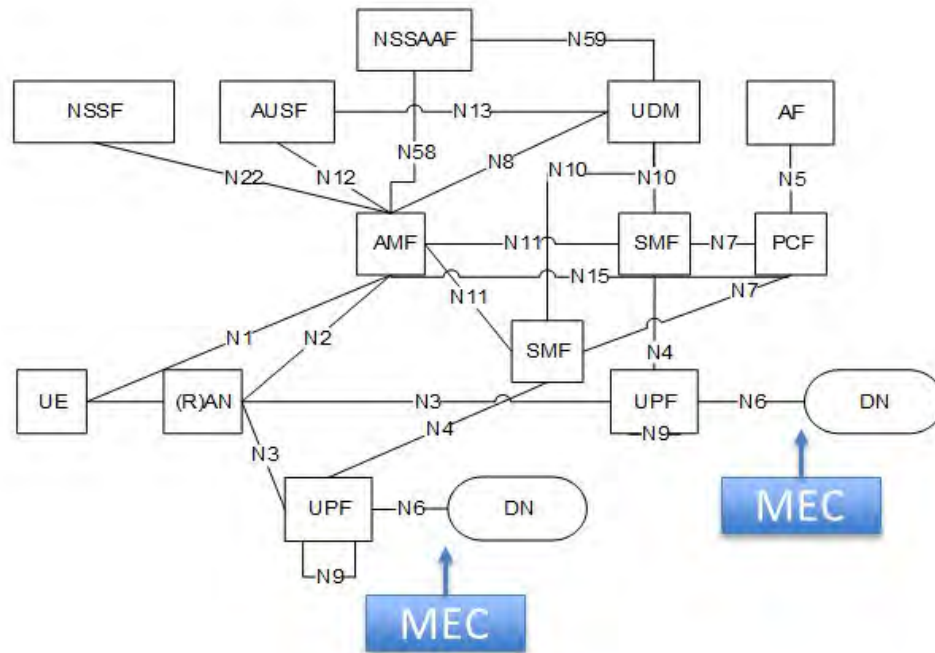 NSSAAF
N59
NSSF
AUSF
N13
UDM
AF
N58
N22
N12
N8
N10
N10
N5
AMF
N11
SMF
N7
PCF
N15
N11
N7
N1
N2
SMF
N4
UE
(R)AN
N3
UPF
N6
DN
N4
N9
N3
MEC
UPF
N6
DN
N9
MEC